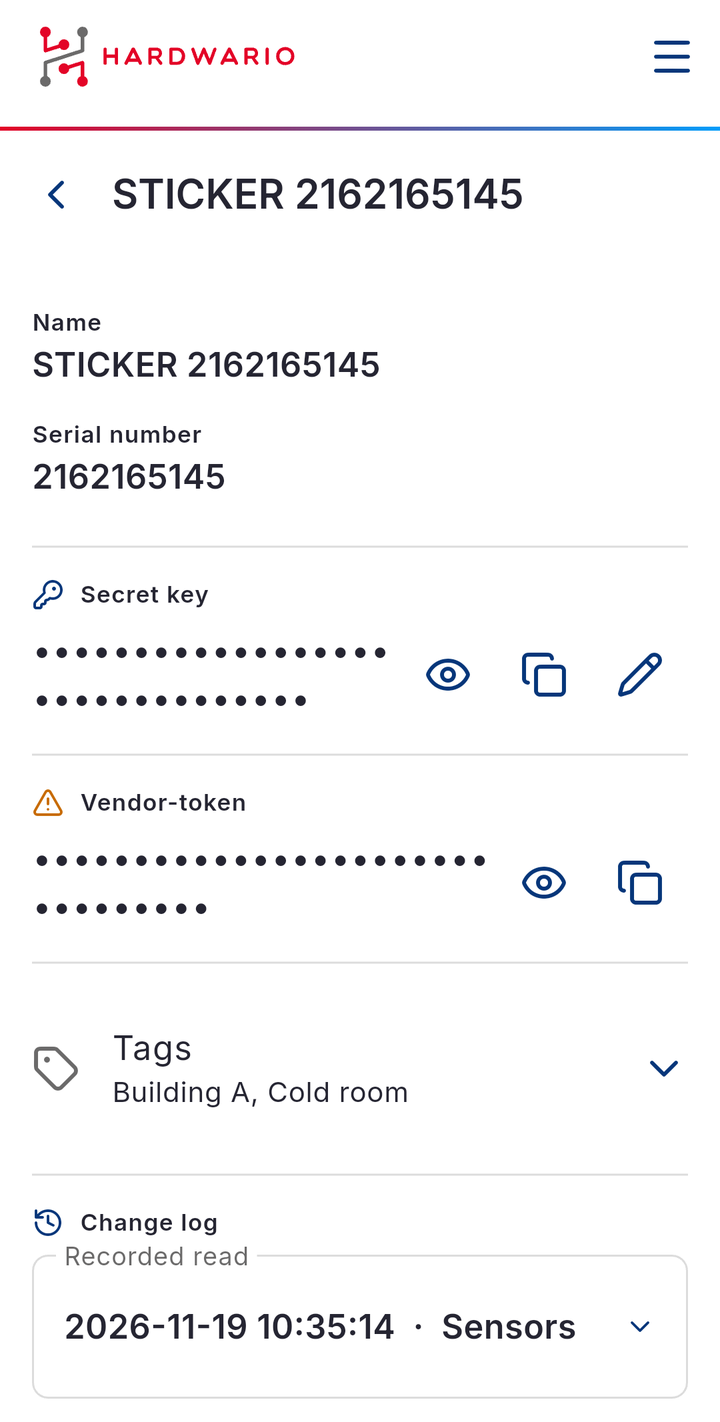 HARDWARIO
STICKER 2162165145
Name
STICKER 2162165145
Serial number
2162165145
Secret key
••••••••••••••••••
••••••••••••••
Vendor-token
•••••••••••••••••••••••
•••••••••
Tags
Building A, Cold room
Change log
Recorded read
2026-11-19 10:35:14 · Sensors